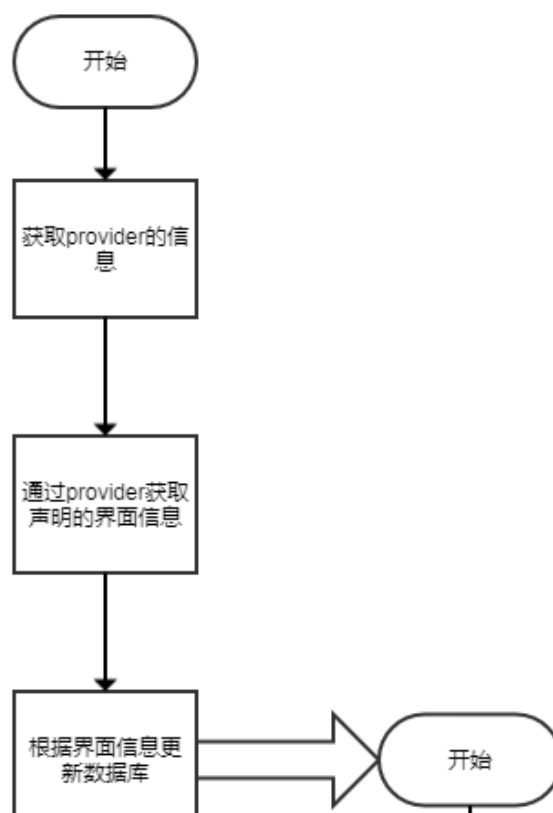 开始
获取provider的信
息
通过provider获取
声明的界面信息
根据界面信息更
新数据库
开始